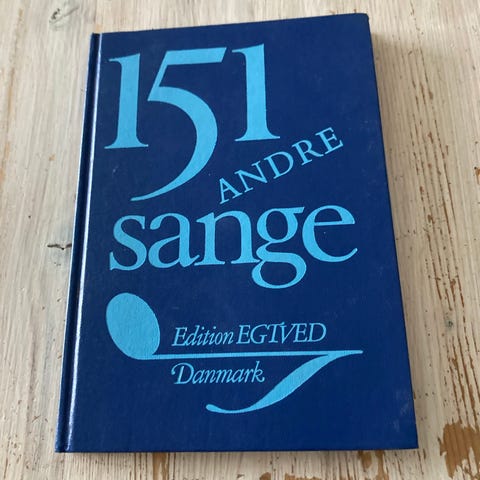 151
ANDRE
sange
Edition EGTVED
Danmark